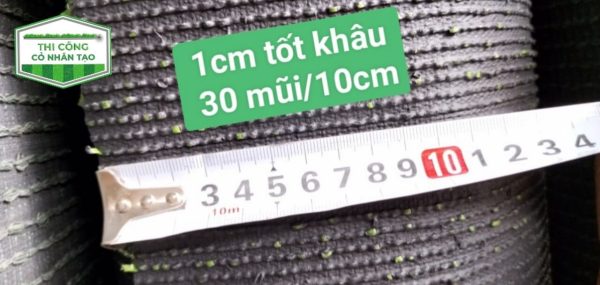 THI CÔNG
CỎ NHÂN TẠO
1cm tốt khâu
30 mũi/10cm
3 4 5 6 7 8 9 10 1 2 3 4
10m